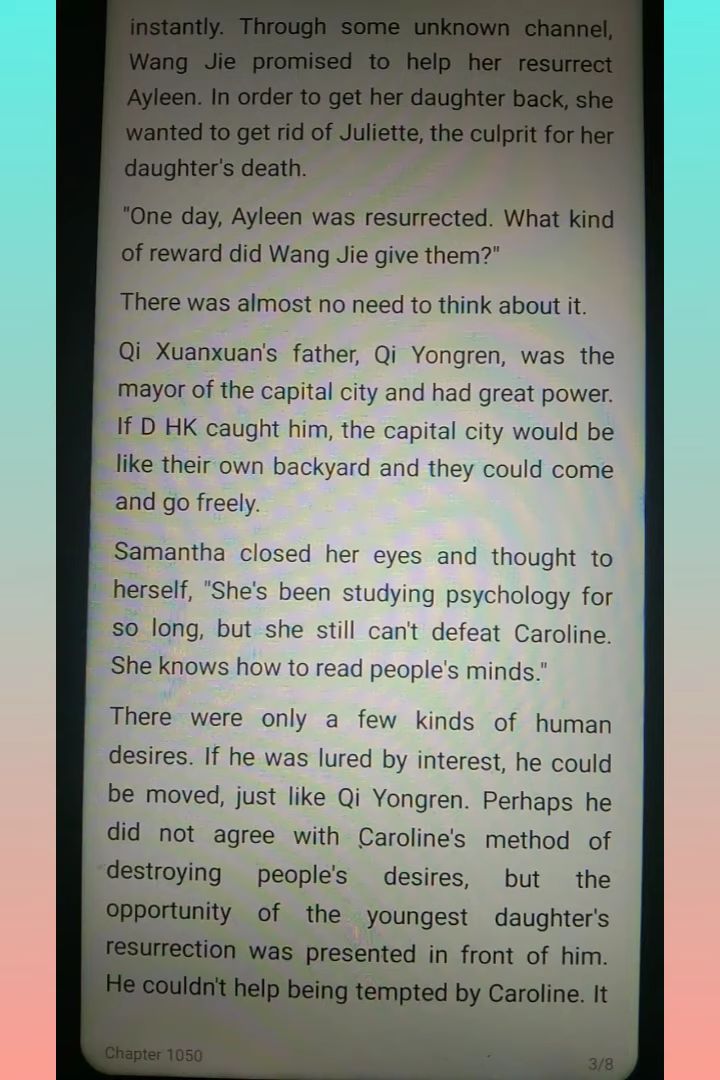 instantly. Through some unknown channel,
Wang Jie promised to help her resurrect
Ayleen. In order to get her daughter back, she
wanted to get rid of Juliette, the culprit for her
daughter's death.
"One day, Ayleen was resurrected. What kind
of reward did Wang Jie give them?"
There was almost no need to think about it.
Qi Xuanxuan's father, Qi Yongren, was the
mayor of the capital city and had great power.
If D HK caught him, the capital city would be
like their own backyard and they could come
and go freely.
Samantha closed her eyes and thought to
herself, "She's been studying psychology for
so long, but she still can't defeat Caroline.
She knows how to read people's minds."
There were only a few kinds of human
desires. If he was lured by interest, he could
be moved, just like Qi Yongren. Perhaps he
did not agree with Caroline's method of
destroying people's desires, but the
opportunity of the youngest daughter's
resurrection was presented in front of him.
He couldn't help being tempted by Caroline. It
Chapter 1050
3/8